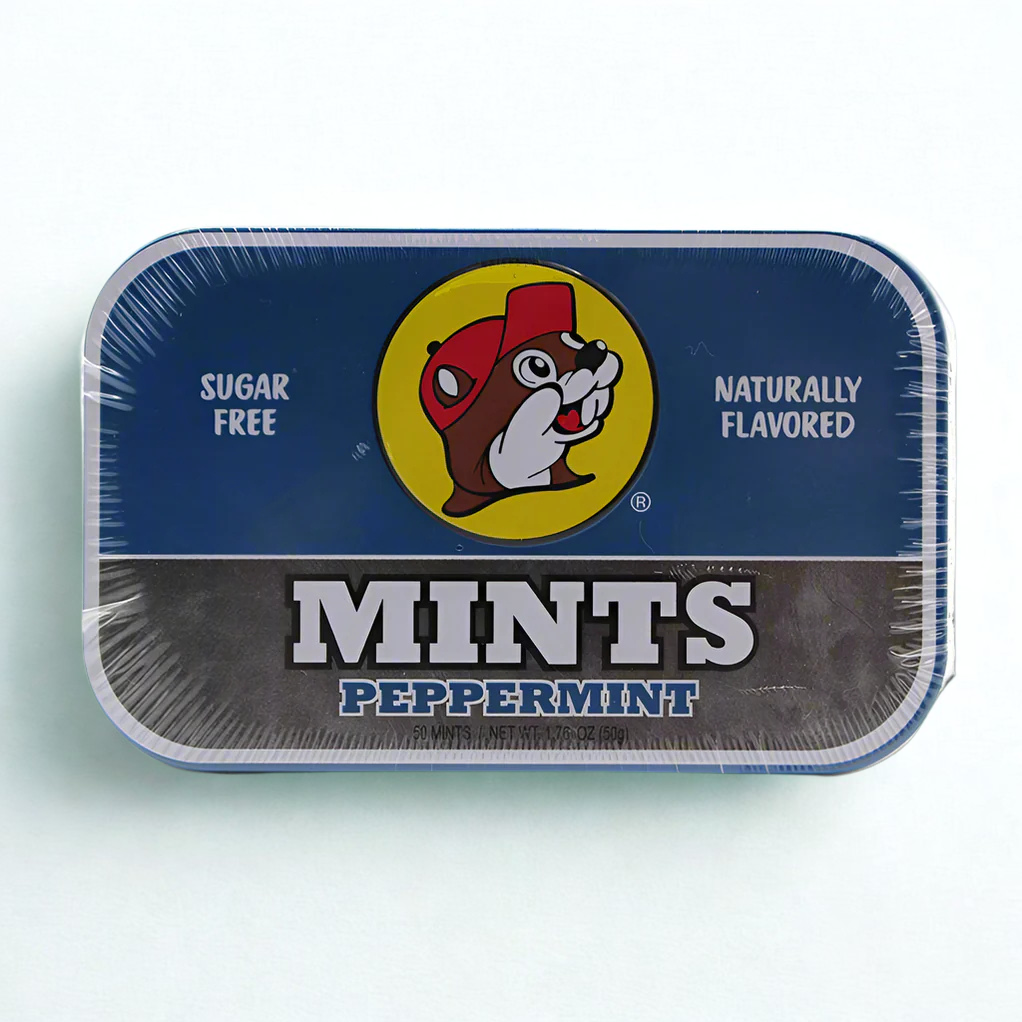 SUGAR
FREE
NATURALLY
FLAVORED
®
MINTS
PEPPERMINT
50 MINTS / NET WT. 1.76 OZ (50g)